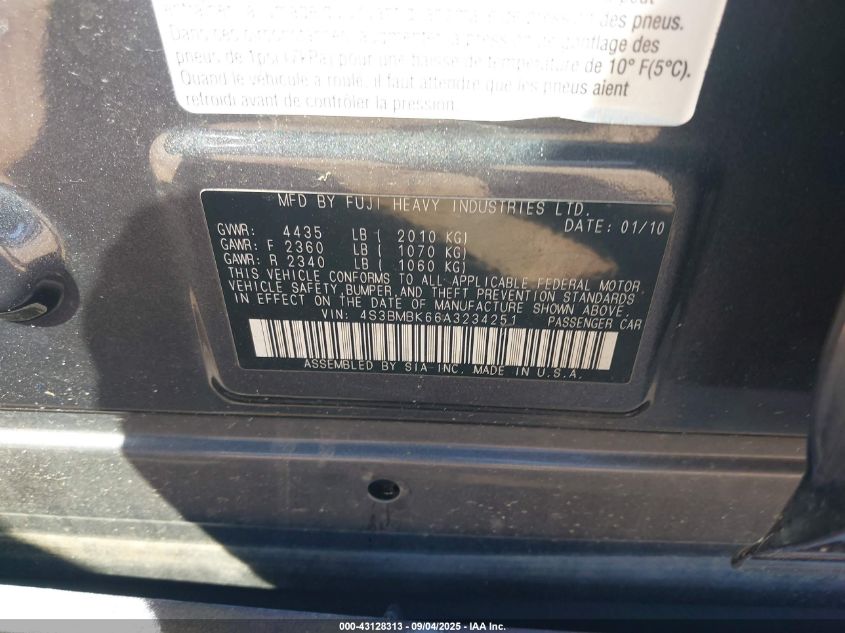 de pression des pneus.
gonflage des
pneus de 1psi (7kPa) pour une baisse de température de 10° F(5°C).
Quand le véhicule a roulé, il faut attendre que les pneus aient
refroidi avant de contrôler la pression.
MFD BY FUJI HEAVY INDUSTRIES LTD.
GVWR: 4435 LB ( 2010 KG) DATE: 01/10
GAWR: F 2360 LB ( 1070 KG)
GAWR: R 2340 LB ( 1060 KG)
THIS VEHICLE CONFORMS TO ALL APPLICABLE FEDERAL MOTOR
VEHICLE SAFETY,BUMPER,AND THEFT PREVENTION STANDARDS
IN EFFECT ON THE DATE OF MANUFACTURE SHOWN ABOVE
VIN: 4S3BMBK66A3234251 PASSENGER CAR
ASSEMBLED BY SIA-INC. MADE IN U.S.A.
000-43128313 - 09/04/2025 - IAA Inc.